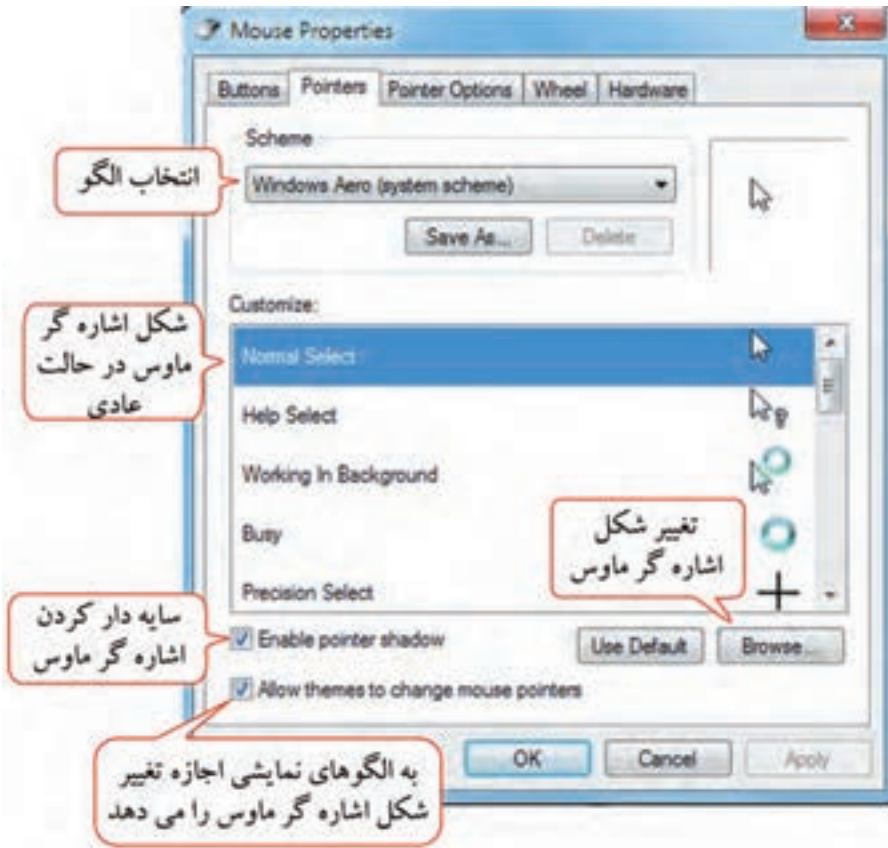 Mouse Properties
Buttons Pointers Pointer Options Wheel Hardware
Scheme
انتخاب الگو
Windows Aero (system scheme)
Save As... Delete
Customize:
شکل اشاره گر
ماوس در حالت
عادی
Normal Select
Help Select
Working In Background
Busy
تغییر شکل
اشاره گر ماوس
Precision Select
سایه دار کردن
اشاره گر ماوس
Enable pointer shadow
Use Default Browse...
Allow themes to change mouse pointers
به الگوهای نمایشی اجازه تغییر
شکل اشاره گر ماوس را می دهد
OK Cancel Apply